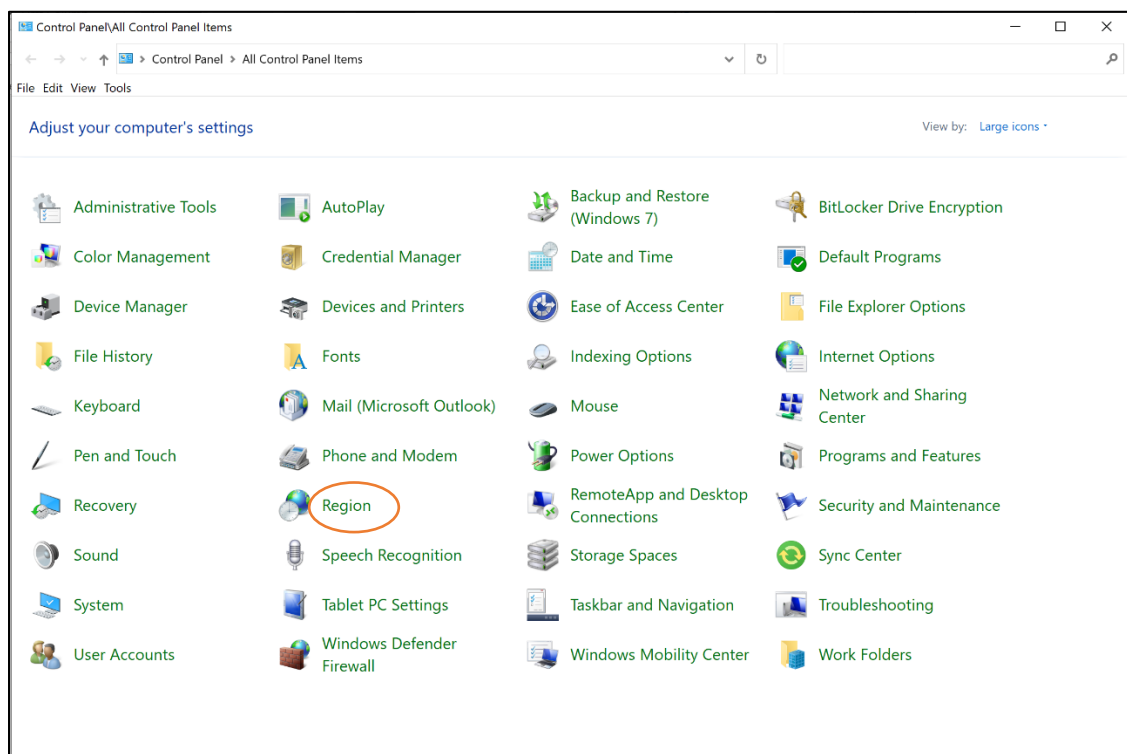 Control Panel\All Control Panel Items
Control Panel > All Control Panel Items
File Edit View Tools
Adjust your computer's settings
View by: Large icons
Administrative Tools
AutoPlay
Backup and Restore
(Windows 7)
BitLocker Drive Encryption
Color Management
Credential Manager
Date and Time
Default Programs
Device Manager
Devices and Printers
Ease of Access Center
File Explorer Options
File History
Fonts
Indexing Options
Internet Options
Keyboard
Mail (Microsoft Outlook)
Mouse
Network and Sharing
Center
Pen and Touch
Phone and Modem
Power Options
Programs and Features
Recovery
Region
RemoteApp and Desktop
Connections
Security and Maintenance
Sound
Speech Recognition
Storage Spaces
Sync Center
System
Tablet PC Settings
Taskbar and Navigation
Troubleshooting
User Accounts
Windows Defender
Firewall
Windows Mobility Center
Work Folders